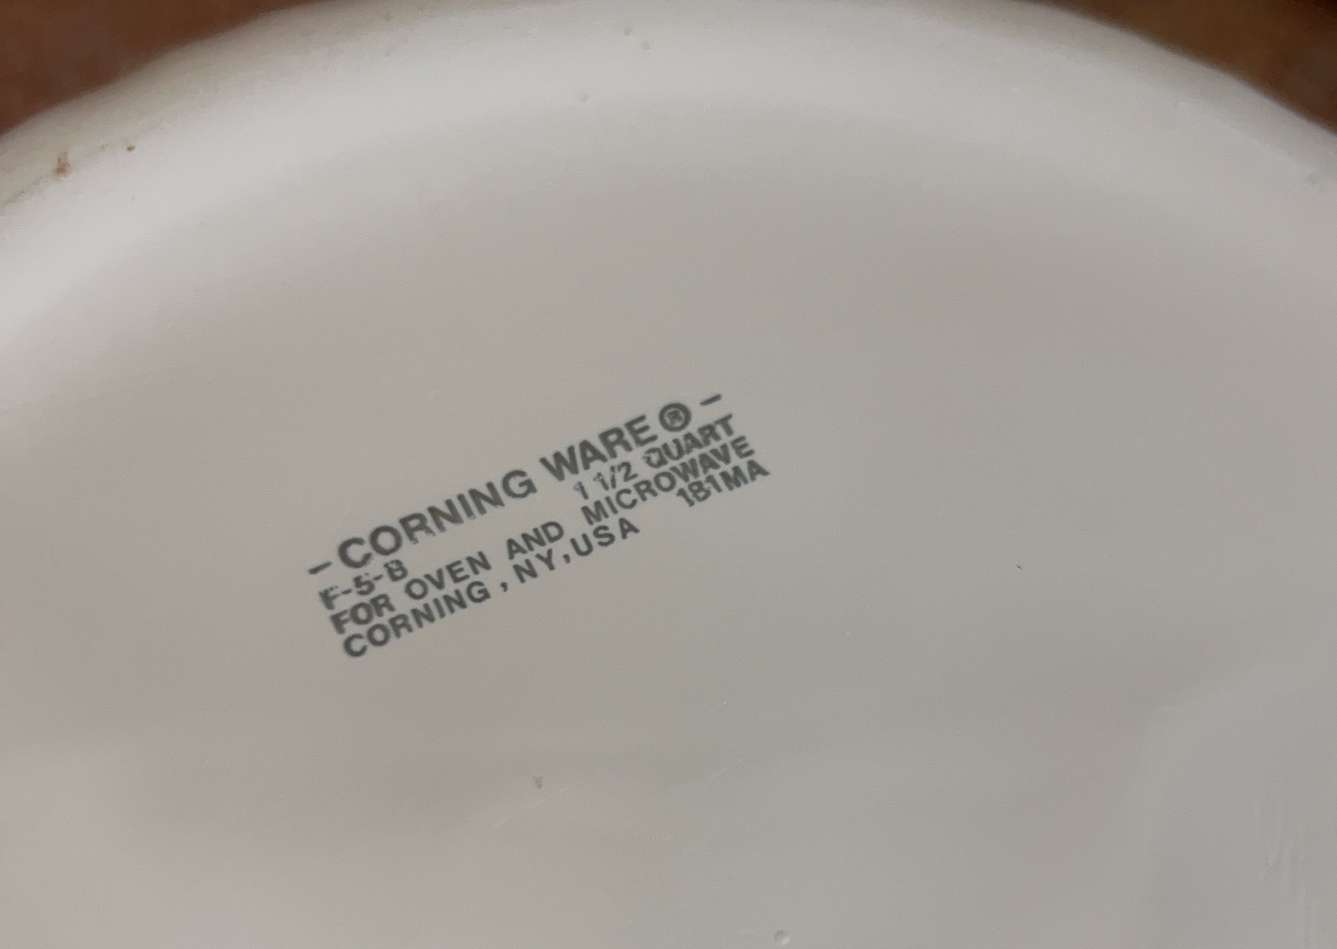 - CORNING WARE ® -
F-5-B 1 1/2 QUART
FOR OVEN AND MICROWAVE
CORNING , NY, USA 181MA